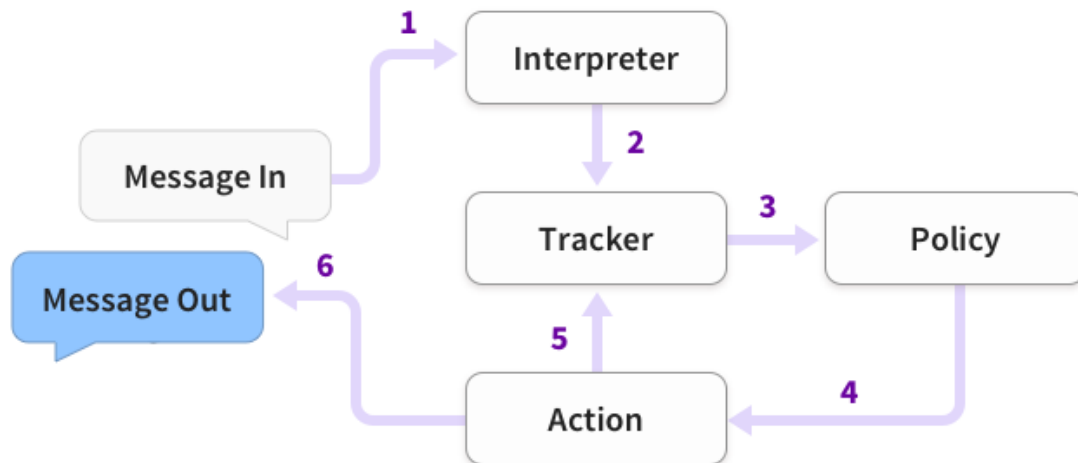 1
Interpreter
2
Message In
3
Tracker
Policy
6
Message Out
5
4
Action